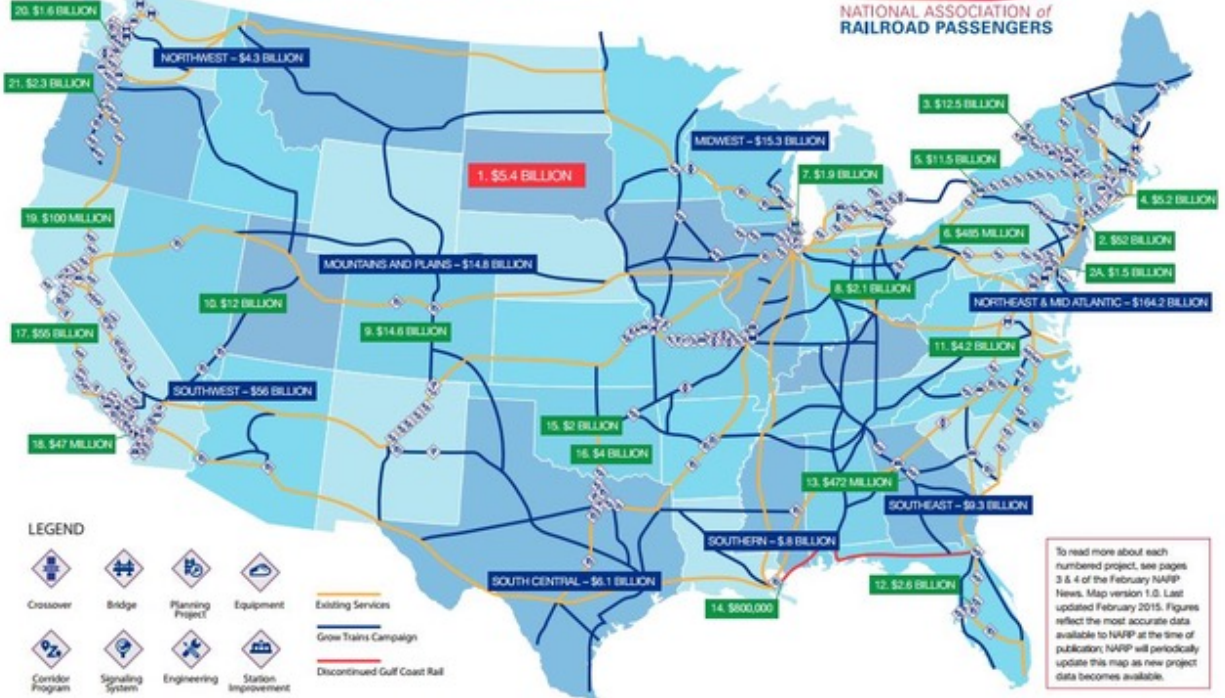 NATIONAL ASSOCIATION of
RAILROAD PASSENGERS
20. $1.6 BILLION
NORTHWEST – $4.3 BILLION
21. $2.3 BILLION
3. $12.5 BILLION
MIDWEST – $15.3 BILLION
5. $11.5 BILLION
1. $5.4 BILLION
7. $1.9 BILLION
4. $5.2 BILLION
19. $100 MILLION
6. $485 MILLION
2. $52 BILLION
MOUNTAINS AND PLAINS – $14.8 BILLION
2A. $1.5 BILLION
8. $2.1 BILLION
10. $12 BILLION
NORTHEAST & MID ATLANTIC – $164.2 BILLION
17. $55 BILLION
9. $14.6 BILLION
11. $4.2 BILLION
SOUTHWEST – $56 BILLION
15. $2 BILLION
18. $47 MILLION
16. $4 BILLION
13. $472 MILLION
SOUTHEAST – $9.3 BILLION
SOUTHERN – $.8 BILLION
SOUTH CENTRAL – $6.1 BILLION
12. $2.6 BILLION
14. $800,000
LEGEND
Crossover
Bridge
Planning
Project
Equipment
Corridor
Program
Signaling
System
Engineering
Station
Improvement
Existing Services
Grow Trains Campaign
Discontinued Gulf Coast Rail
To read more about each
numbered project, see pages
3 & 4 of the February NARP
News. Map version 1.0. Last
updated February 2015. Figures
reflect the most accurate data
available to NARP at the time of
publication; NARP will periodically
update this map as new project
data becomes available.